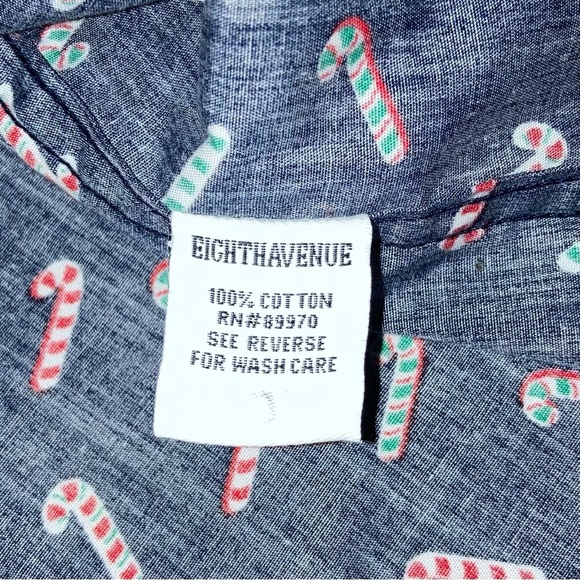 EIGHTHAVENUE
100% COTTON
RN#89970
SEE REVERSE
FOR WASH CARE